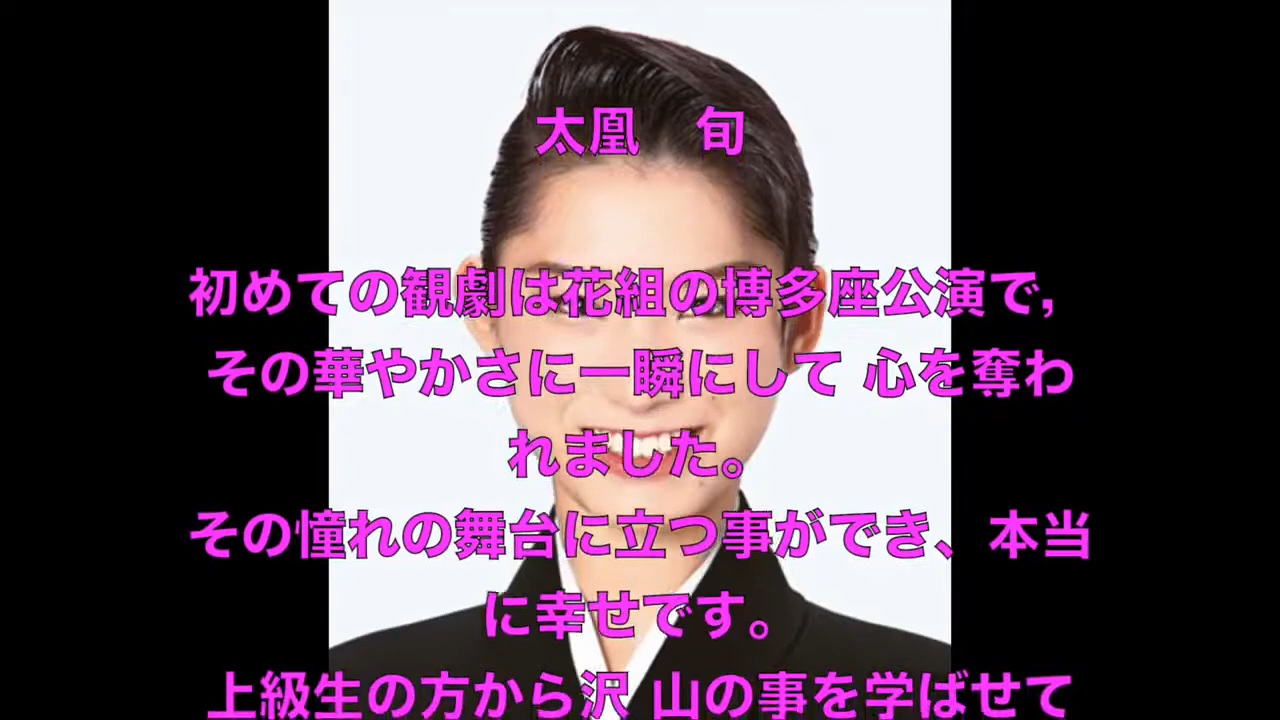 太凰　旬
初めての観劇は花組の博多座公演で,
その華やかさに一瞬にして 心を奪わ
れました。
その憧れの舞台に立つ事ができ、本当
に幸せです。
上級生の方から沢 山の事を学ばせて